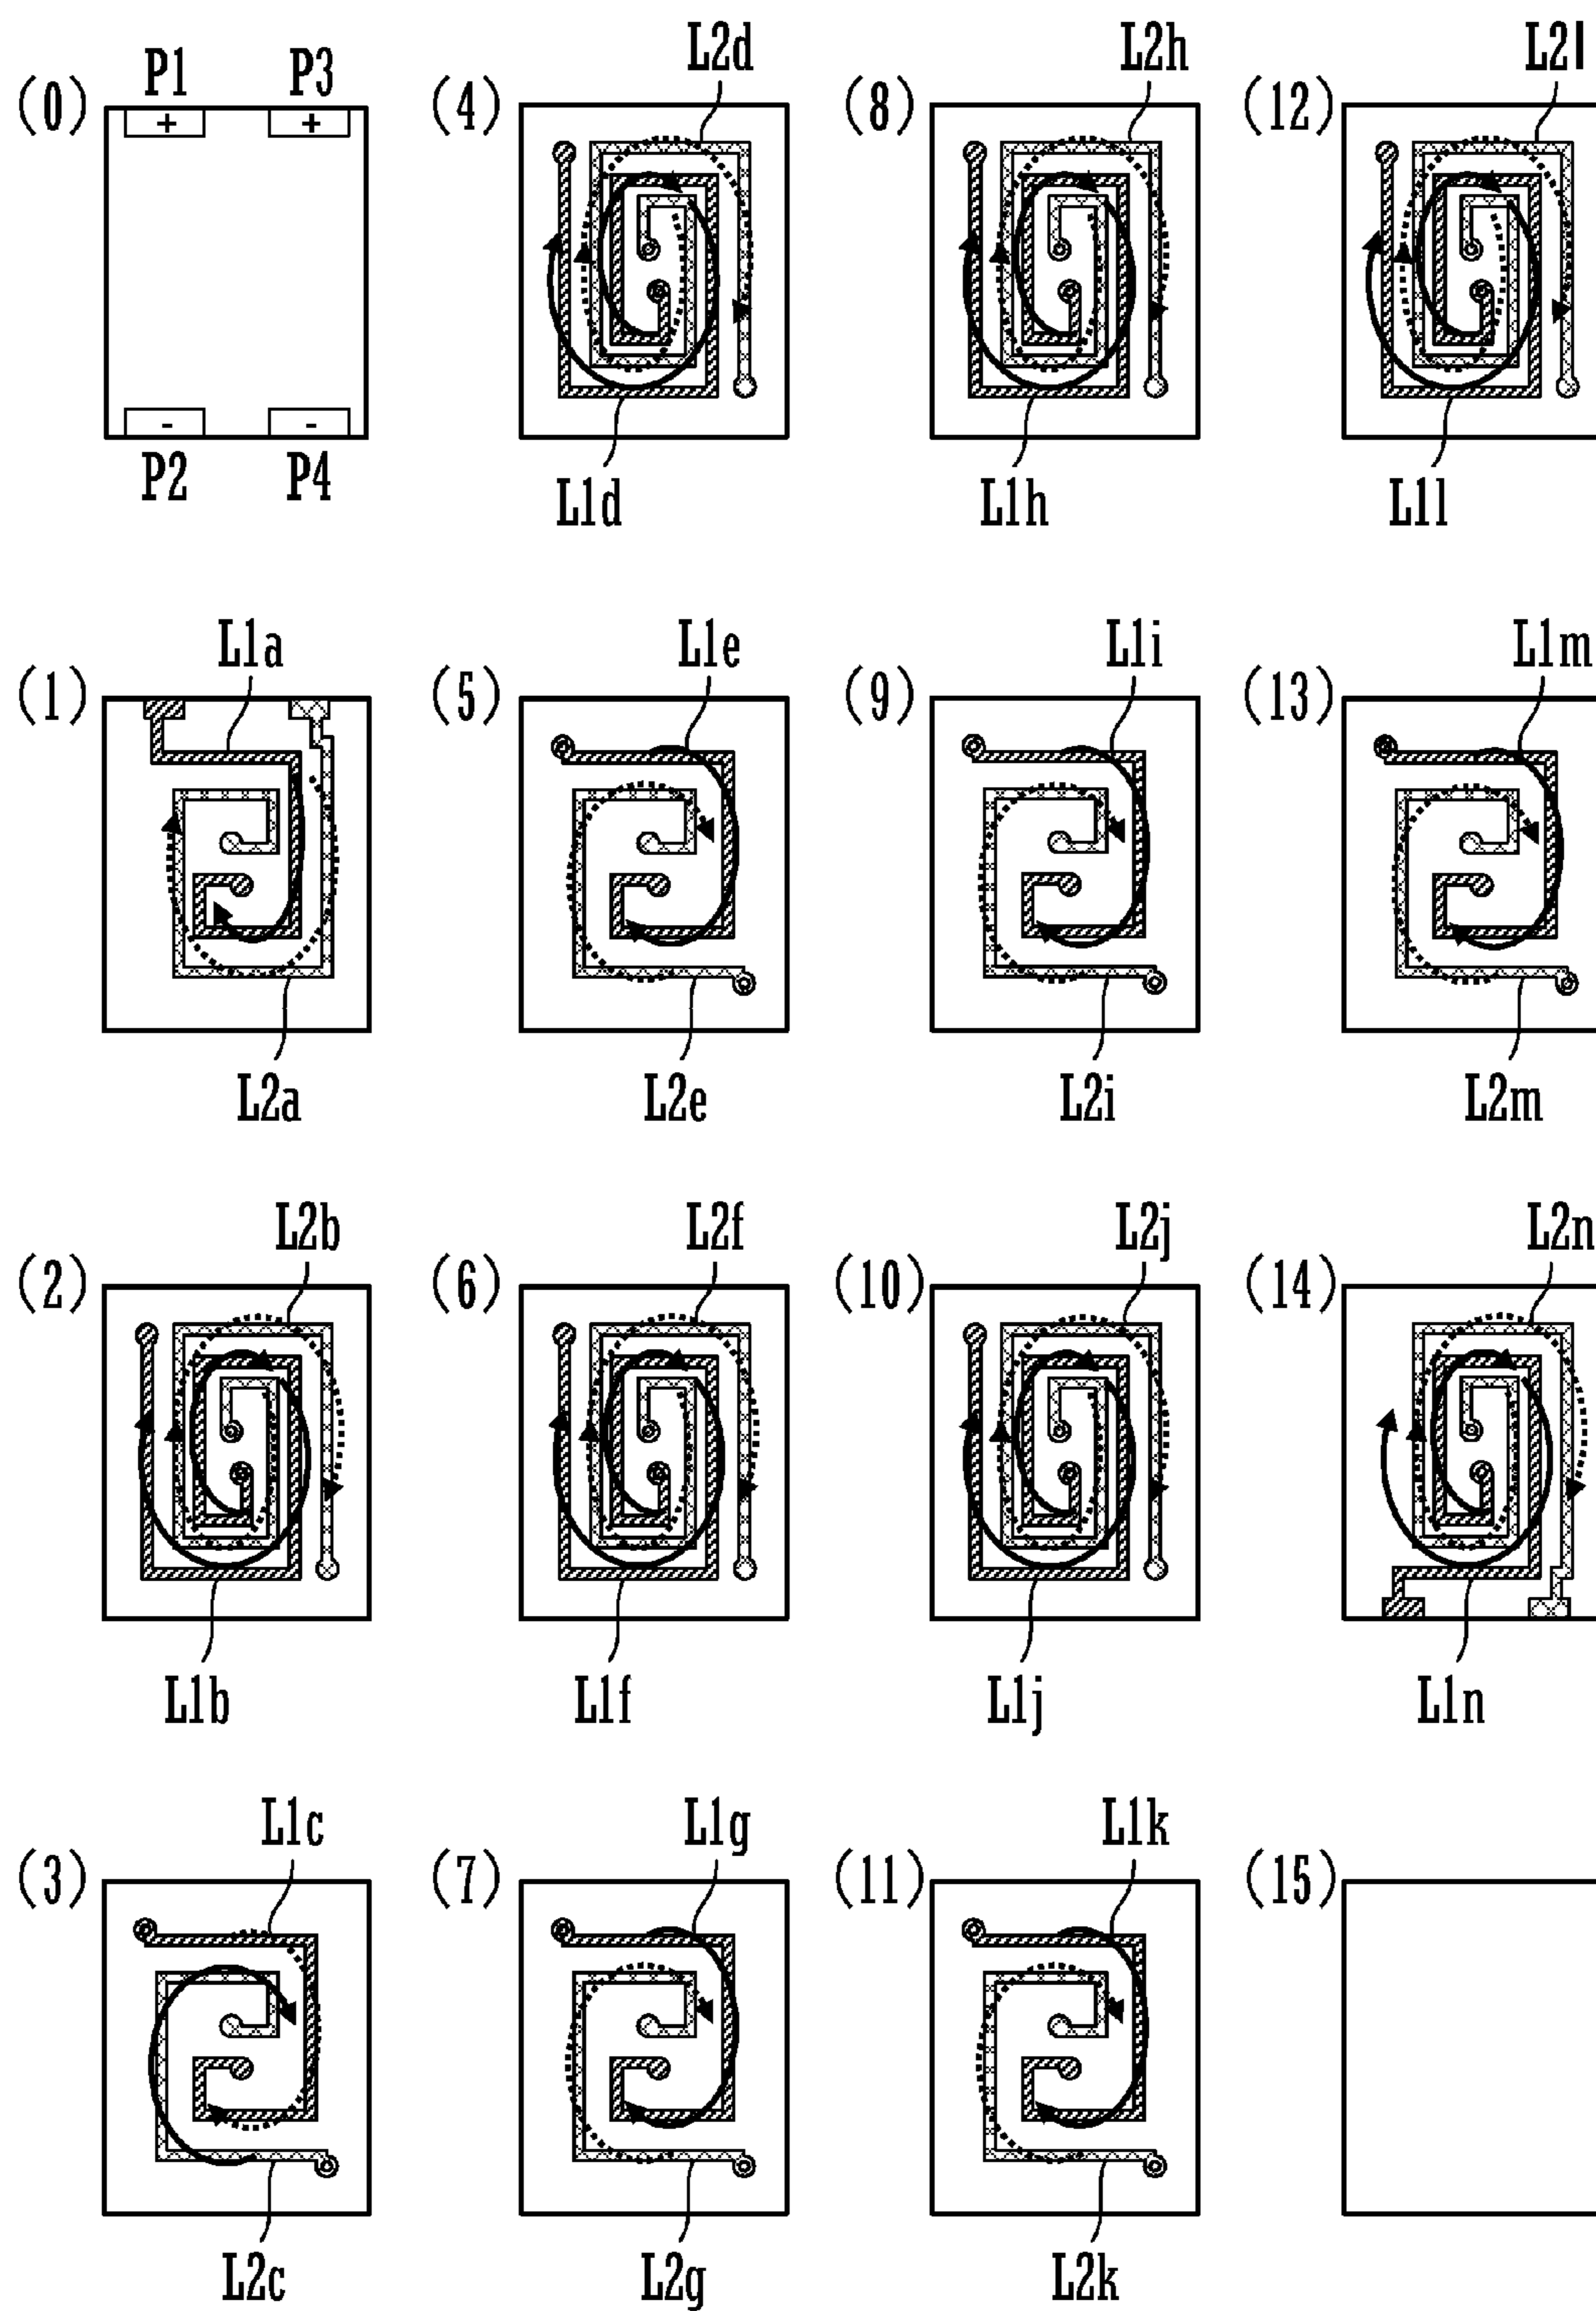 (0)
P1
P3
+
+
-
-
P2
P4
(4)
L2d
L1d
(8)
L2h
L1h
(12)
L2l
L1l
(1)
L1a
L2a
(5)
L1e
L2e
(9)
L1i
L2i
(13)
L1m
L2m
(2)
L2b
L1b
(6)
L2f
L1f
(10)
L2j
L1j
(14)
L2n
L1n
(3)
L1c
L2c
(7)
L1g
L2g
(11)
L1k
L2k
(15)